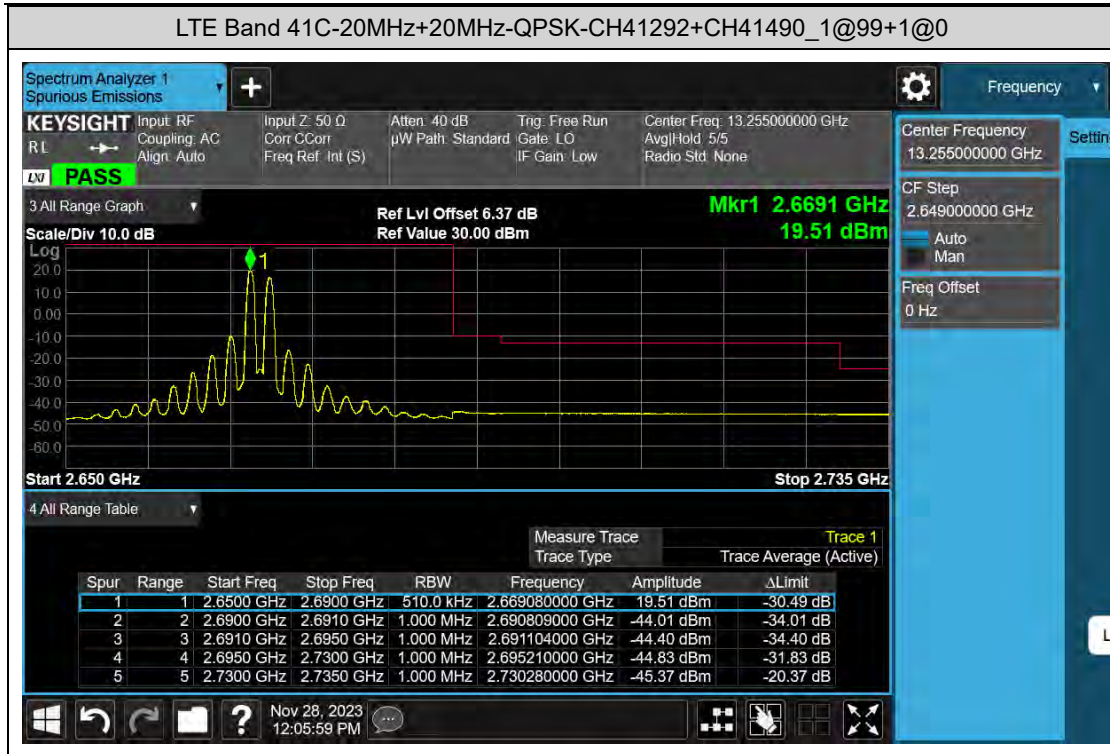 LTE Band 41C-20MHz+20MHz-QPSK-CH41292+CH41490_1@99+1@0
Spectrum Analyzer 1
Spurious Emissions
+
Frequency
KEYSIGHT
RL
Input: RF
Coupling: AC
Align: Auto
Input Z: 50 Ω
Corr CCorr
Freq Ref: Int (S)
Atten: 40 dB
µW Path: Standard
Trig: Free Run
Gate: LO
IF Gain: Low
Center Freq: 13.255000000 GHz
Avg|Hold: 5/5
Radio Std: None
LXI PASS
Center Frequency
13.255000000 GHz
Settin
CF Step
2.649000000 GHz
Auto
Man
Freq Offset
0 Hz
3 All Range Graph
Scale/Div 10.0 dB
Ref Lvl Offset 6.37 dB
Ref Value 30.00 dBm
Mkr1 2.6691 GHz
19.51 dBm
Log
1
20.0
10.0
0.00
-10.0
-20.0
-30.0
-40.0
-50.0
-60.0
Start 2.650 GHz
Stop 2.735 GHz
4 All Range Table
Measure Trace Trace 1
Trace Type Trace Average (Active)
Spur Range Start Freq Stop Freq RBW Frequency Amplitude ΔLimit
1 1 2.6500 GHz 2.6900 GHz 510.0 kHz 2.669080000 GHz 19.51 dBm -30.49 dB
2 2 2.6900 GHz 2.6910 GHz 1.000 MHz 2.690809000 GHz -44.01 dBm -34.01 dB
3 3 2.6910 GHz 2.6950 GHz 1.000 MHz 2.691104000 GHz -44.40 dBm -34.40 dB
4 4 2.6950 GHz 2.7300 GHz 1.000 MHz 2.695210000 GHz -44.83 dBm -31.83 dB
5 5 2.7300 GHz 2.7350 GHz 1.000 MHz 2.730280000 GHz -45.37 dBm -20.37 dB
L
?
Nov 28, 2023
12:05:59 PM